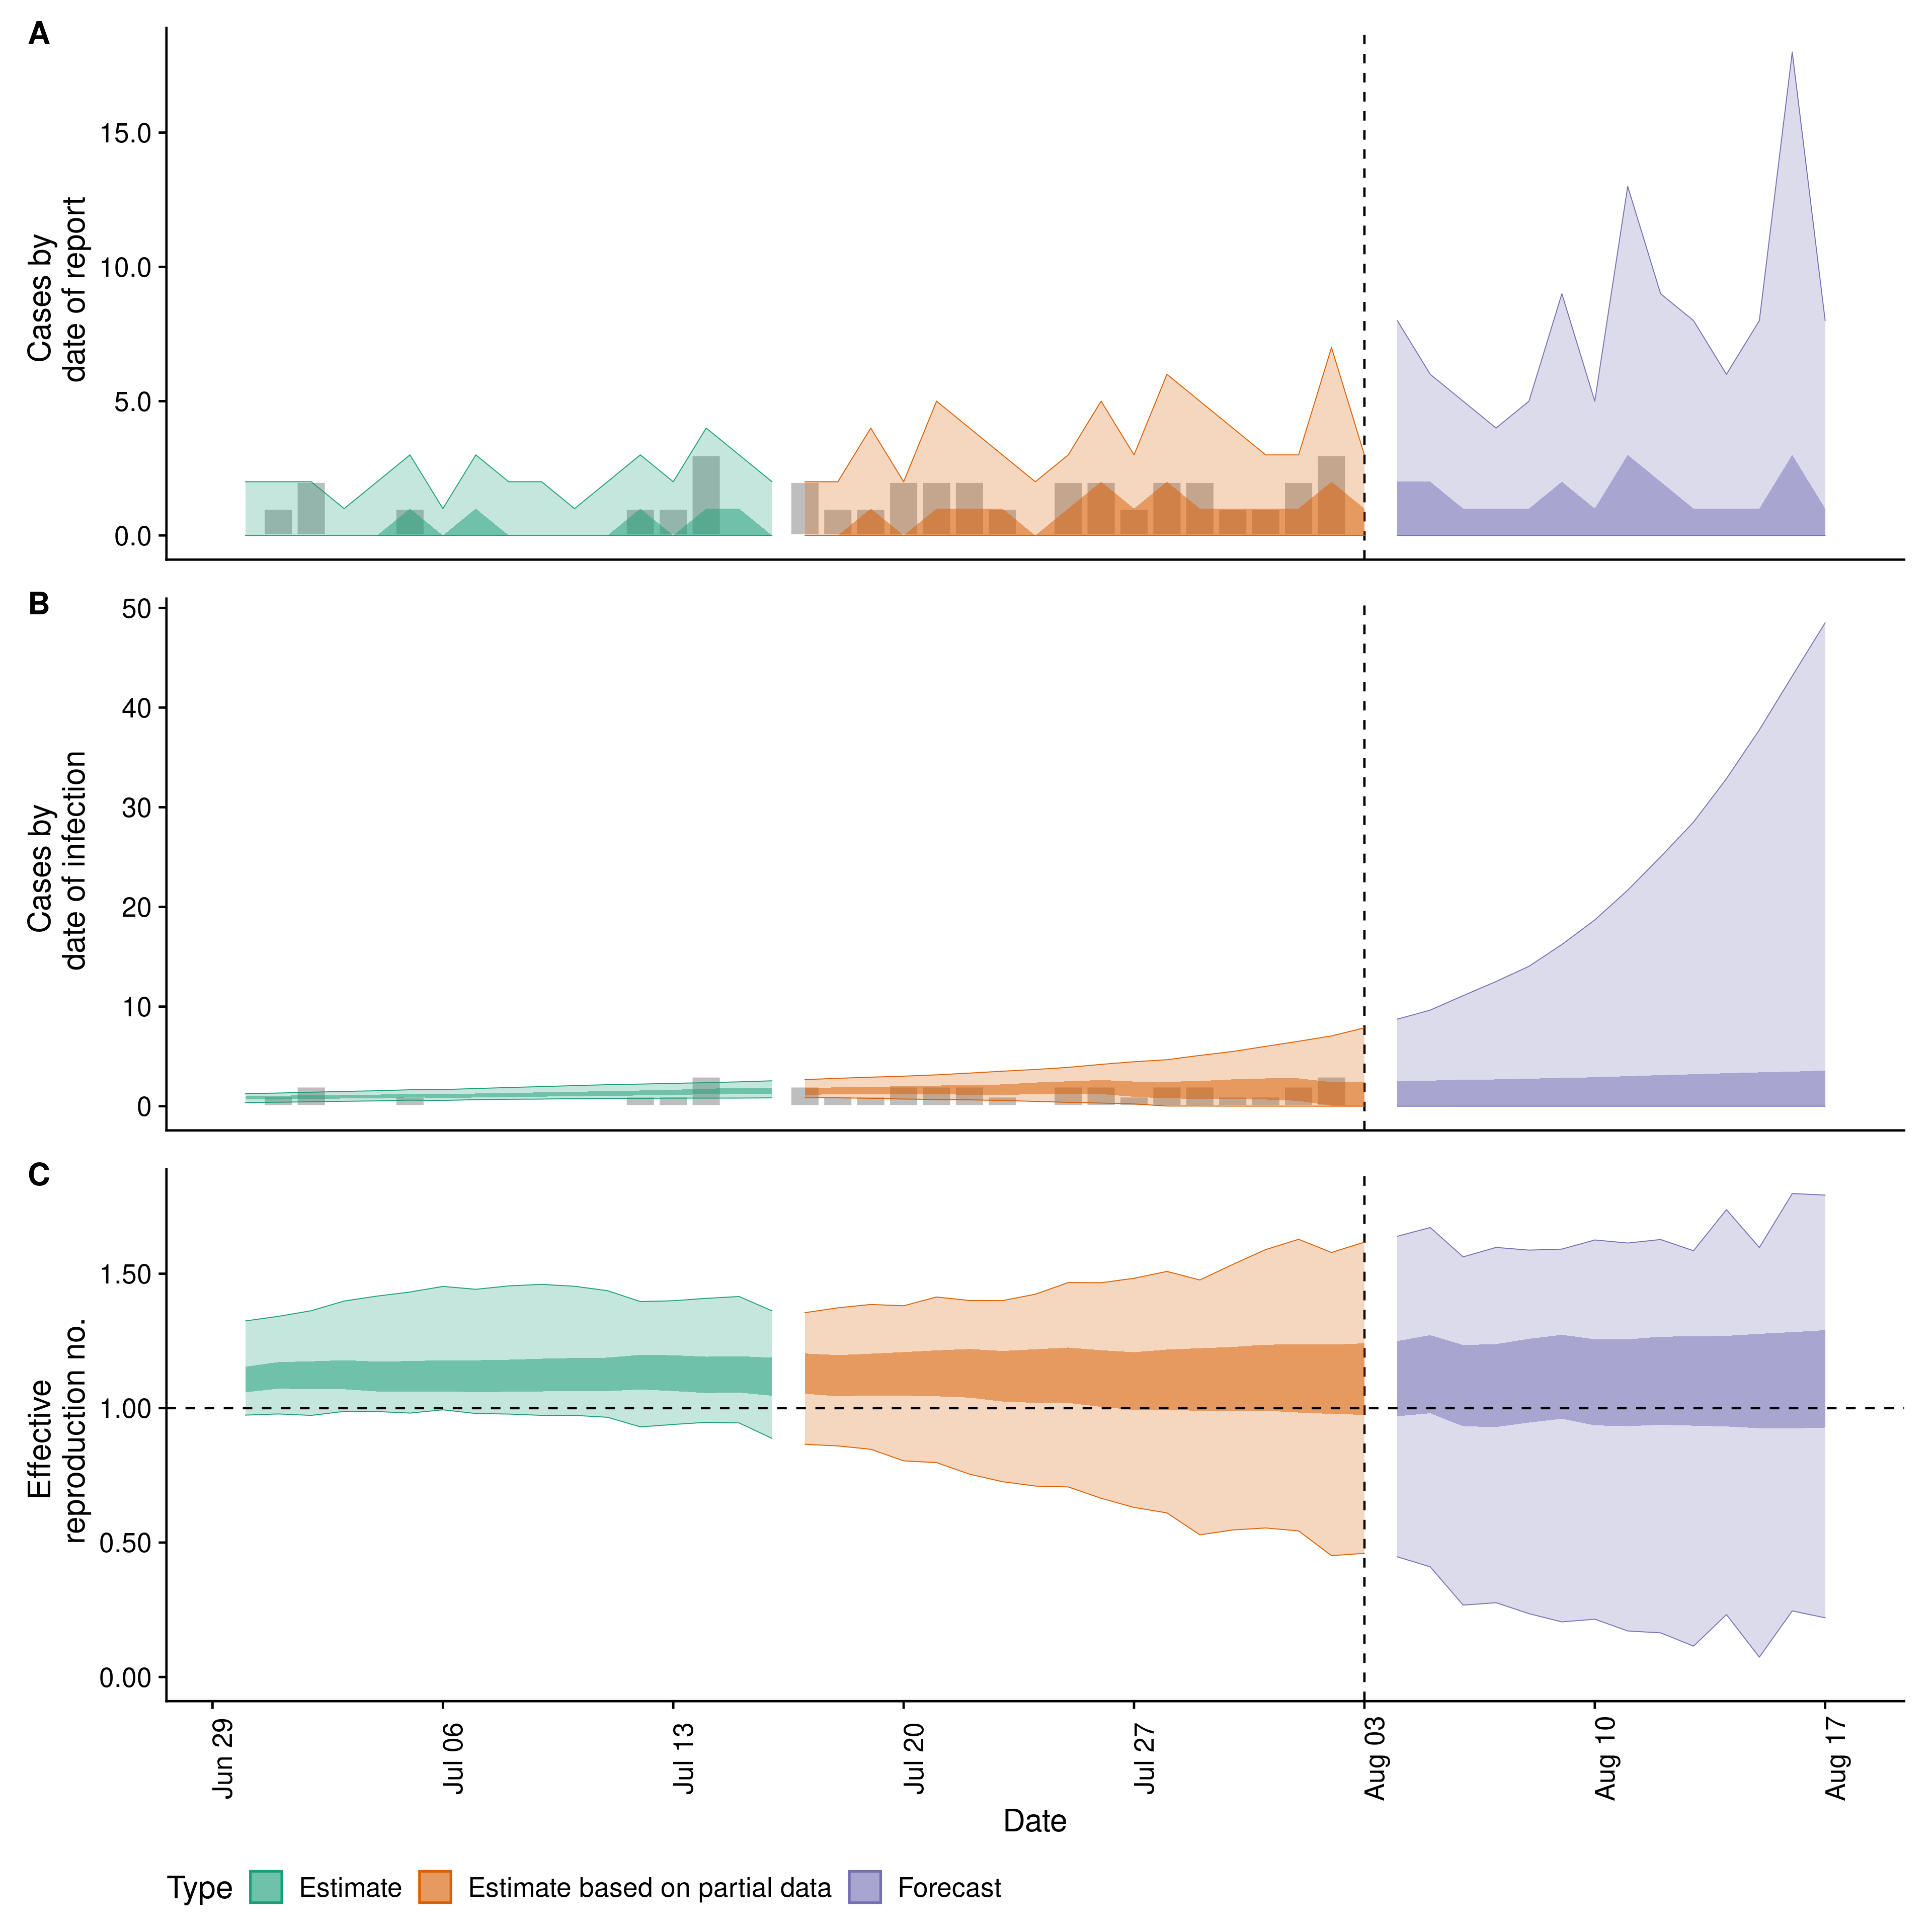 A
Cases by
date of report
15.0
10.0
5.0
0.0
B
Cases by
date of infection
50
40
30
20
10
0
C
Effective
reproduction no.
1.50
1.00
0.50
0.00
Jun 29
Jul 06
Jul 13
Jul 20
Jul 27
Aug 03
Aug 10
Aug 17
Date
Type Estimate Estimate based on partial data Forecast